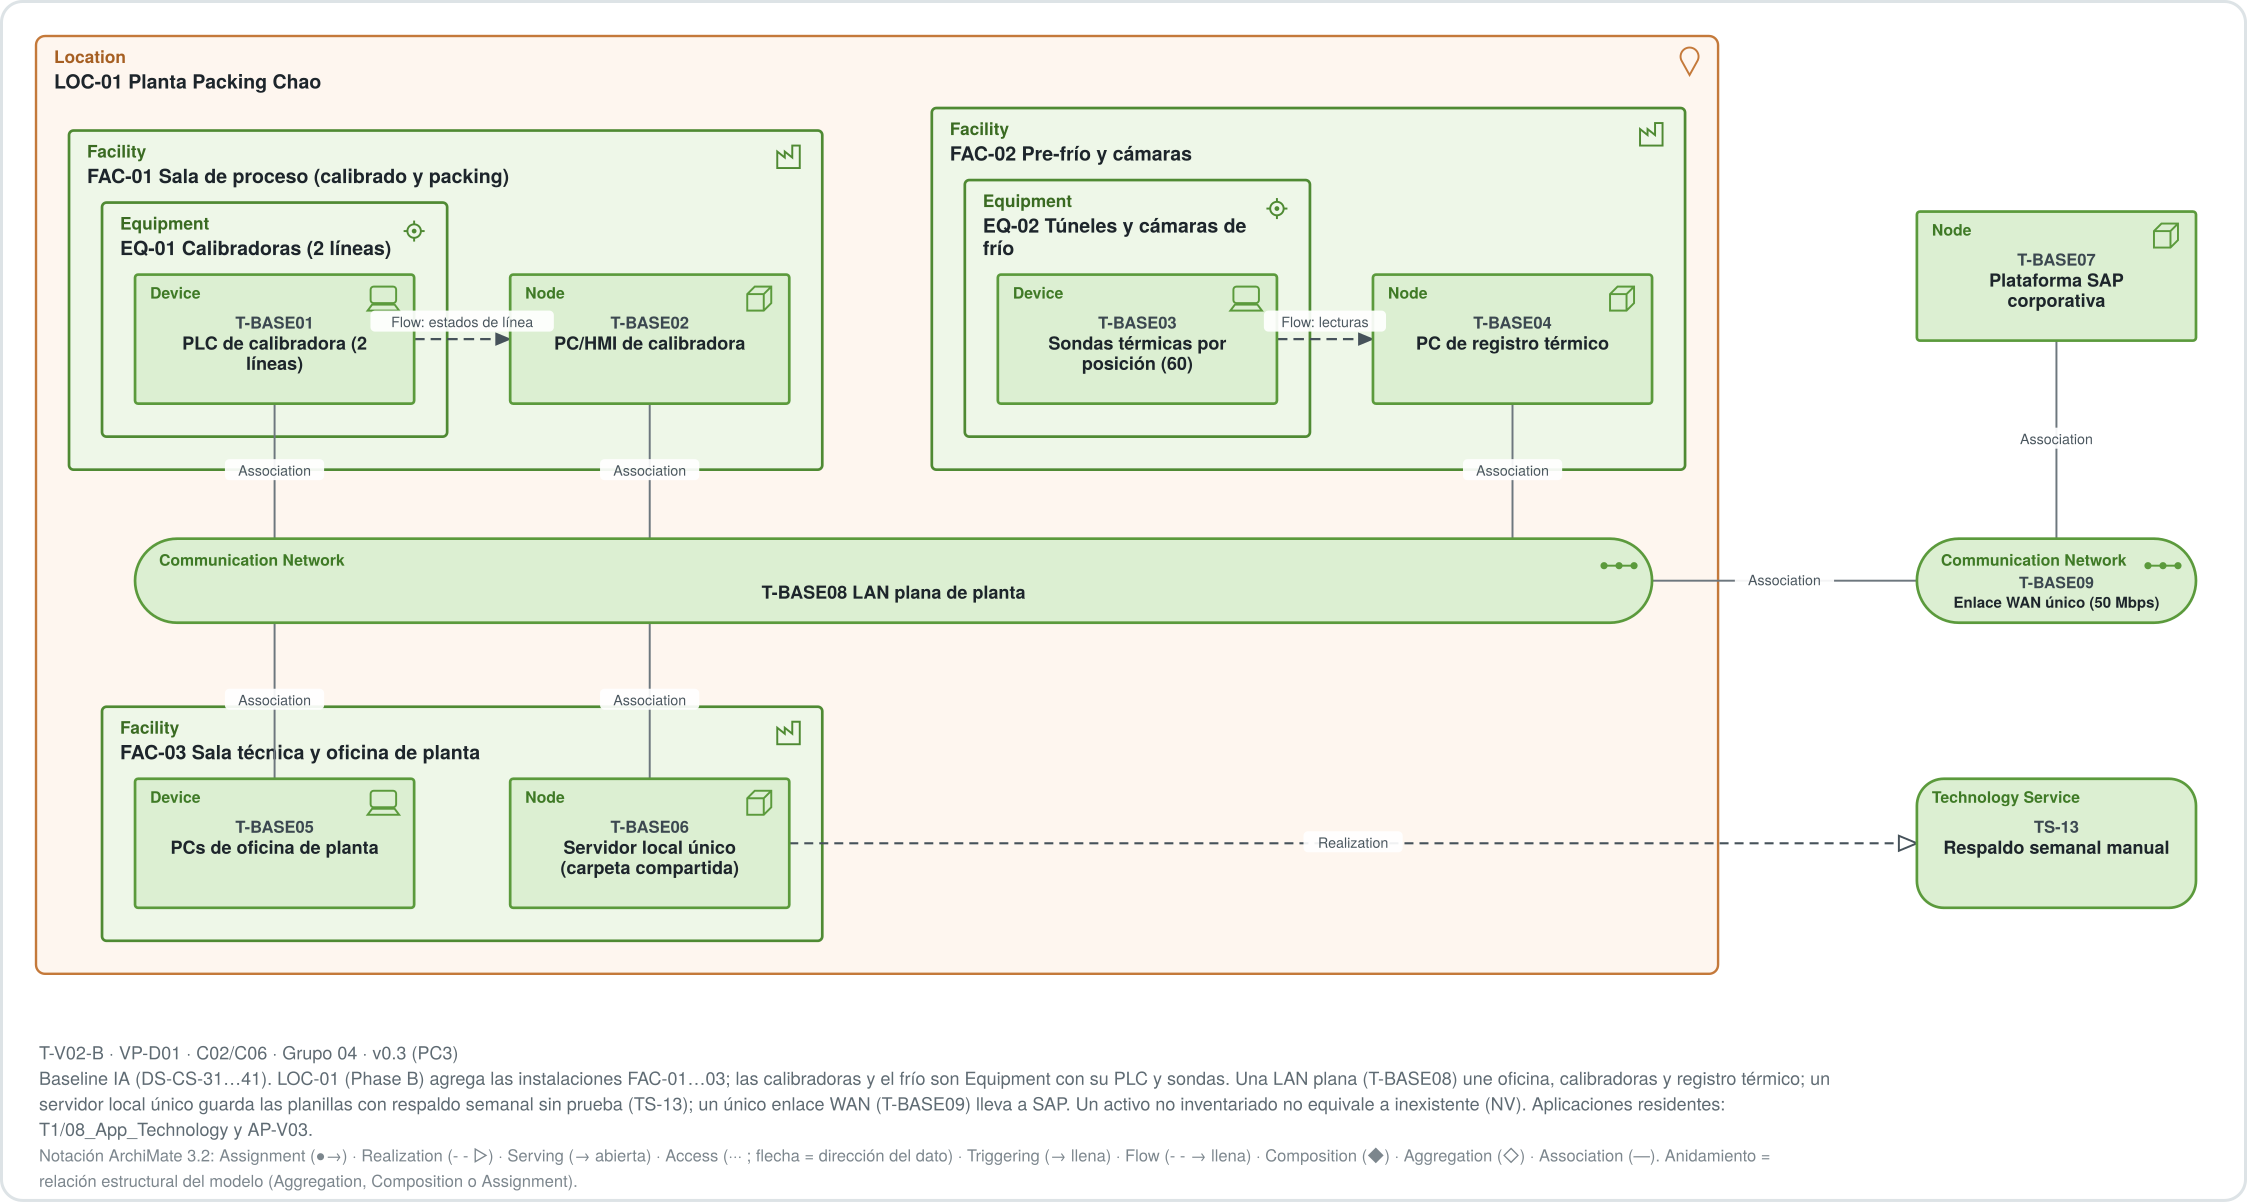 Location
LOC-01 Planta Packing Chao
Facility
FAC-01 Sala de proceso (calibrado y packing)
Equipment
EQ-01 Calibradoras (2 líneas)
Device
T-BASE01
PLC de calibradora (2
líneas)
Flow: estados de línea
Node
T-BASE02
PC/HMI de calibradora
Facility
FAC-02 Pre-frío y cámaras
Equipment
EQ-02 Túneles y cámaras de
frío
Device
T-BASE03
Sondas térmicas por
posición (60)
Flow: lecturas
Node
T-BASE04
PC de registro térmico
Node
T-BASE07
Plataforma SAP
corporativa
Association
Association
Association
Association
Communication Network
T-BASE08 LAN plana de planta
Association
Communication Network
T-BASE09
Enlace WAN único (50 Mbps)
Association
Association
Facility
FAC-03 Sala técnica y oficina de planta
Device
T-BASE05
PCs de oficina de planta
Node
T-BASE06
Servidor local único
(carpeta compartida)
Realization
Technology Service
TS-13
Respaldo semanal manual
T-V02-B · VP-D01 · C02/C06 · Grupo 04 · v0.3 (PC3)
Baseline IA (DS-CS-31…41). LOC-01 (Phase B) agrega las instalaciones FAC-01…03; las calibradoras y el frío son Equipment con su PLC y sondas. Una LAN plana (T-BASE08) une oficina, calibradoras y registro térmico; un
servidor local único guarda las planillas con respaldo semanal sin prueba (TS-13); un único enlace WAN (T-BASE09) lleva a SAP. Un activo no inventariado no equivale a inexistente (NV). Aplicaciones residentes:
T1/08_App_Technology y AP-V03.
Notación ArchiMate 3.2: Assignment (●→) · Realization (- - ▷) · Serving (→ abierta) · Access (··· ; flecha = dirección del dato) · Triggering (→ llena) · Flow (- - → llena) · Composition (◆) · Aggregation (◇) · Association (—). Anidamiento =
relación estructural del modelo (Aggregation, Composition o Assignment).